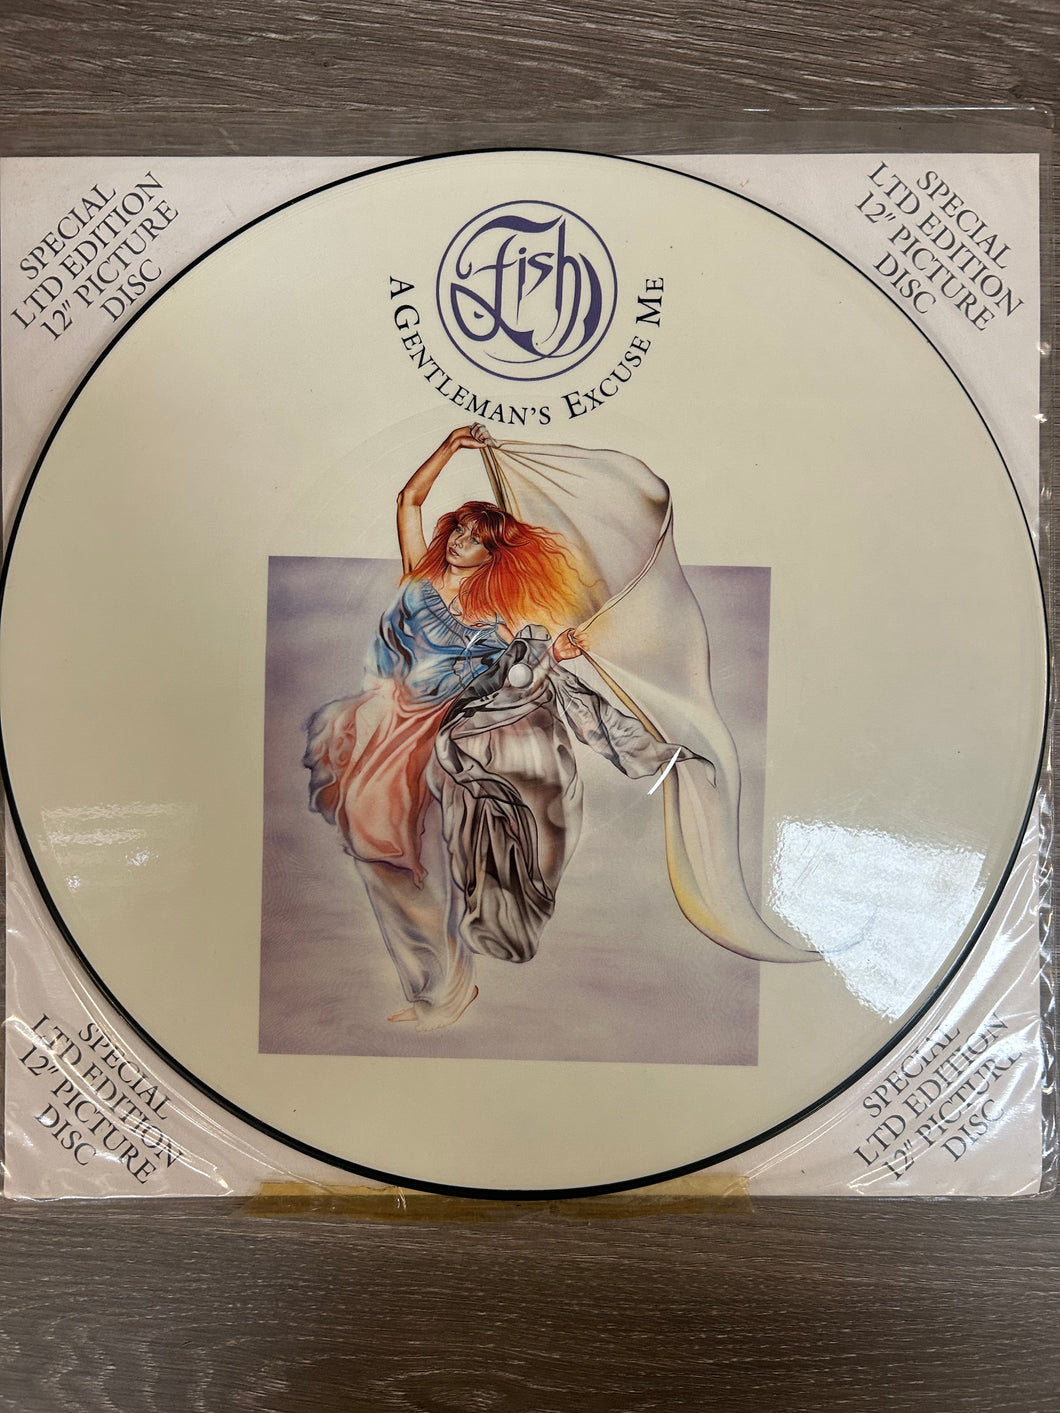 SPECIAL
LTD EDITION
12" PICTURE
DISC
SPECIAL
LTD EDITION
12" PICTURE
DISC
Fish
A GENTLEMAN'S EXCUSE ME
SPECIAL
LTD EDITION
12" PICTURE
DISC
SPECIAL
LTD EDITION
12" PICTURE
DISC